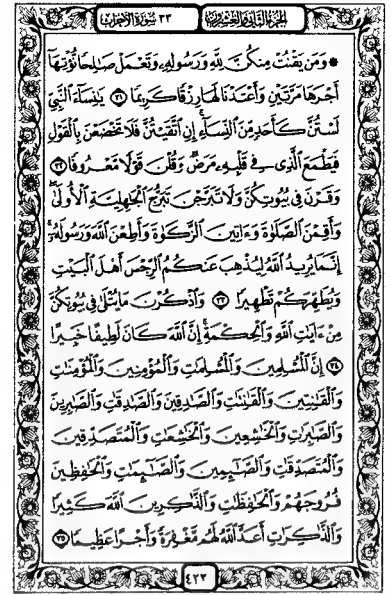 الجزء الثاني والعشرون ٣٣ سورة الأحزاب
* وَمَن يَقْنُتْ مِنكُنَّ لِلَّهِ وَرَسُولِهِۦ وَتَعْمَلْ صَٰلِحًا نُّؤْتِهَآ
أَجْرَهَا مَرَّتَيْنِ وَأَعْتَدْنَا لَهَا رِزْقًا كَرِيمًا ٣١ يَٰنِسَآءَ ٱلنَّبِيِّ
لَسْتُنَّ كَأَحَدٍ مِّنَ ٱلنِّسَآءِ إِنِ ٱتَّقَيْتُنَّ فَلَا تَخْضَعْنَ بِٱلْقَوْلِ
فَيَطْمَعَ ٱلَّذِى فِى قَلْبِهِۦ مَرَضٌ وَقُلْنَ قَوْلًا مَّعْرُوفًا ٣٢
وَقَرْنَ فِى بُيُوتِكُنَّ وَلَا تَبَرَّجْنَ تَبَرُّجَ ٱلْجَٰهِلِيَّةِ ٱلْأُولَىٰ
وَأَقِمْنَ ٱلصَّلَوٰةَ وَءَاتِينَ ٱلزَّكَوٰةَ وَأَطِعْنَ ٱللَّهَ وَرَسُولَهُۥٓ
إِنَّمَا يُرِيدُ ٱللَّهُ لِيُذْهِبَ عَنكُمُ ٱلرِّجْسَ أَهْلَ ٱلْبَيْتِ
وَيُطَهِّرَكُمْ تَطْهِيرًا ٣٣ وَٱذْكُرْنَ مَا يُتْلَىٰ فِى بُيُوتِكُنَّ
مِنْ ءَايَٰتِ ٱللَّهِ وَٱلْحِكْمَةِ إِنَّ ٱللَّهَ كَانَ لَطِيفًا خَبِيرًا
٣٤ إِنَّ ٱلْمُسْلِمِينَ وَٱلْمُسْلِمَٰتِ وَٱلْمُؤْمِنِينَ وَٱلْمُؤْمِنَٰتِ
وَٱلْقَٰنِتِينَ وَٱلْقَٰنِتَٰتِ وَٱلصَّٰدِقِينَ وَٱلصَّٰدِقَٰتِ وَٱلصَّٰبِرِينَ
وَٱلصَّٰبِرَٰتِ وَٱلْخَٰشِعِينَ وَٱلْخَٰشِعَٰتِ وَٱلْمُتَصَدِّقِينَ
وَٱلْمُتَصَدِّقَٰتِ وَٱلصَّٰٓئِمِينَ وَٱلصَّٰٓئِمَٰتِ وَٱلْحَٰفِظِينَ
فُرُوجَهُمْ وَٱلْحَٰفِظَٰتِ وَٱلذَّٰكِرِينَ ٱللَّهَ كَثِيرًا
وَٱلذَّٰكِرَٰتِ أَعَدَّ ٱللَّهُ لَهُم مَّغْفِرَةً وَأَجْرًا عَظِيمًا ٣٥
٤٢٢